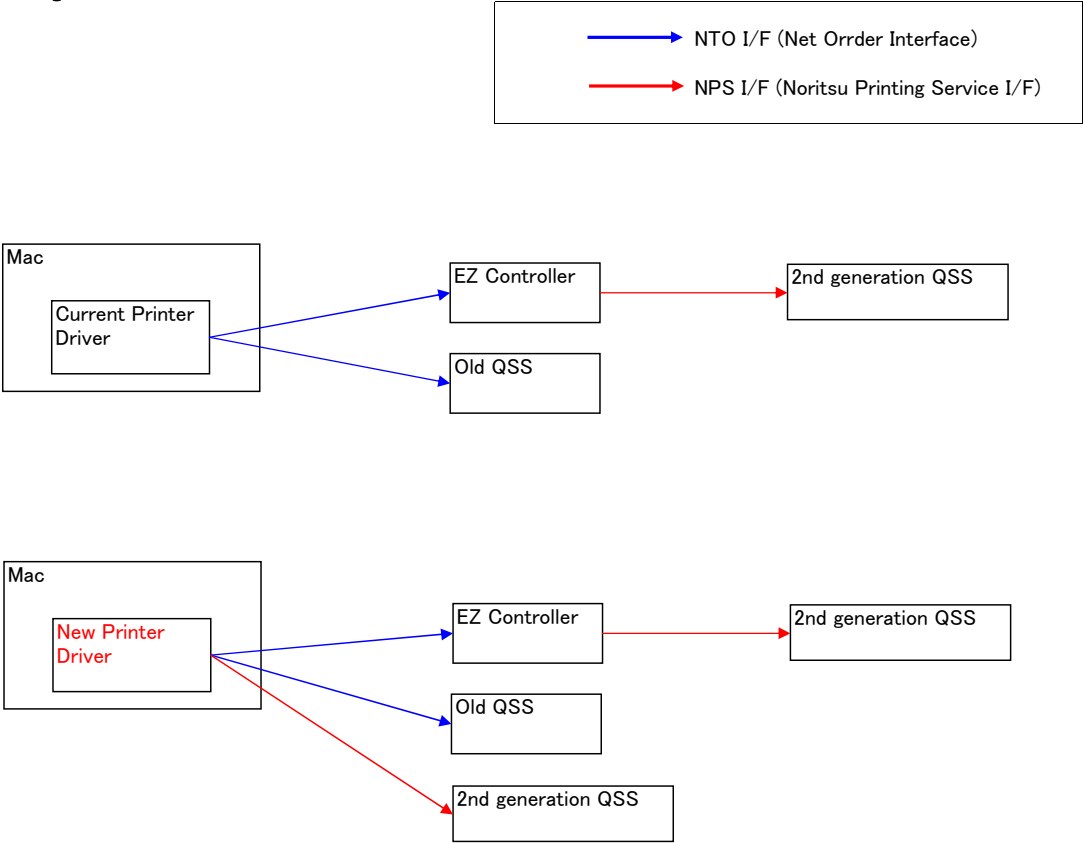 NTO I/F (Net Orrder Interface)
NPS I/F (Noritsu Printing Service I/F)
Mac
Current Printer
Driver
EZ Controller
2nd generation QSS
Old QSS
Mac
New Printer
Driver
EZ Controller
2nd generation QSS
Old QSS
2nd generation QSS